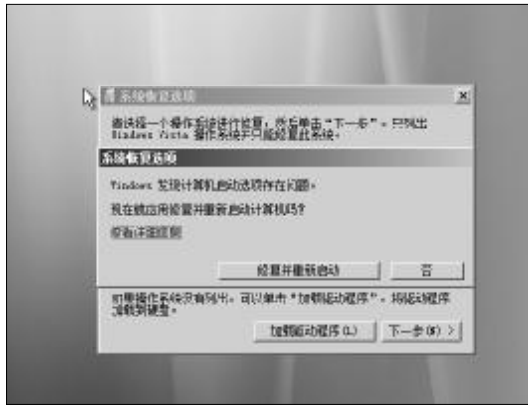 系统恢复选项
请选择一个操作系统进行修复，然后单击“下一步”。只列出
Windows Vista 操作系统并只能修复此系统。
系统恢复选项
Windows 发现计算机启动选项存在问题。
现在就应用修复并重新启动计算机吗?
查看详细信息
修复并重新启动
否
如果操作系统没有列出，可以单击“加载驱动程序”，将驱动程序
加载到硬盘。
加载驱动程序(L)
下一步(N) >